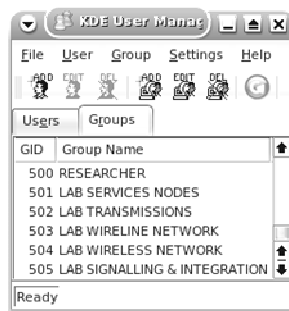 KDE User Manag
File User Group Settings Help
ADD EDIT DEL ADD EDIT DEL
Users Groups
GID Group Name
500 RESEARCHER
501 LAB SERVICES NODES
502 LAB TRANSMISSIONS
503 LAB WIRELINE NETWORK
504 LAB WIRELESS NETWORK
505 LAB SIGNALLING & INTEGRATION
Ready